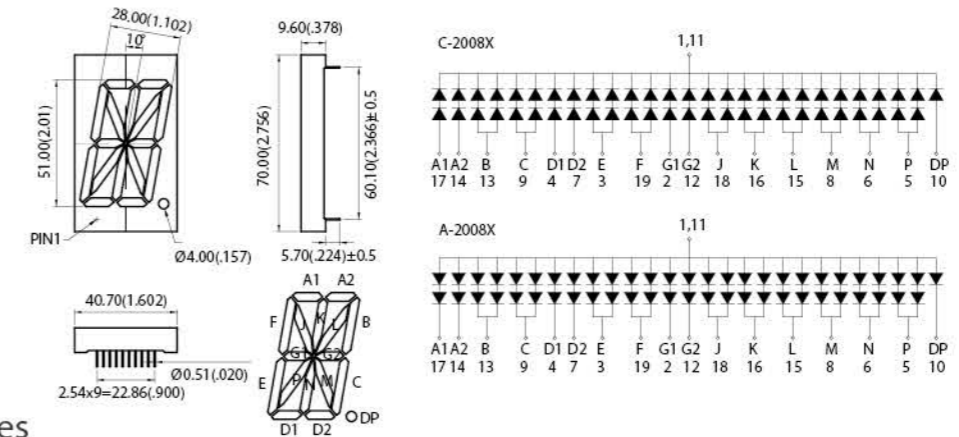 28.00(1.102)
10°
51.00(2.01)
PIN1
Ø4.00(.157)
9.60(.378)
70.00(2.756)
60.10(2.366±0.5
5.70(.224)±0.5
40.70(1.602)
Ø0.51(.020)
2.54x9=22.86(.900)
A1 A2
F J K L B
G1 G2
E P N M C
DP
D1 D2
C-2008X
1,11
A1 A2 B C D1 D2 E F G1 G2 J K L M N P DP
17 14 13 9 4 7 3 19 2 12 18 16 15 8 6 5 10
A-2008X
1,11
A1 A2 B C D1 D2 E F G1 G2 J K L M N P DP
17 14 13 9 4 7 3 19 2 12 18 16 15 8 6 5 10
es